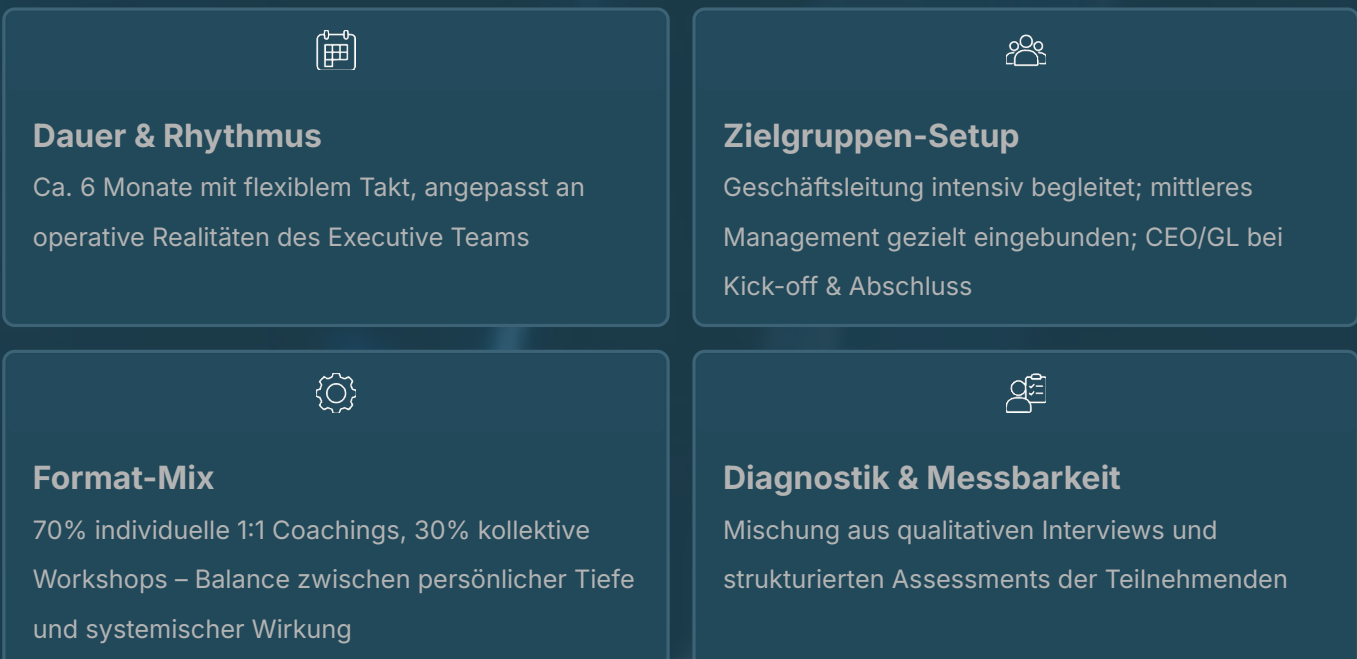 Dauer & Rhythmus
Ca. 6 Monate mit flexiblem Takt, angepasst an
operative Realitäten des Executive Teams
Zielgruppen-Setup
Geschäftsleitung intensiv begleitet; mittleres
Management gezielt eingebunden; CEO/GL bei
Kick-off & Abschluss
Format-Mix
70% individuelle 1:1 Coachings, 30% kollektive
Workshops – Balance zwischen persönlicher Tiefe
und systemischer Wirkung
Diagnostik & Messbarkeit
Mischung aus qualitativen Interviews und
strukturierten Assessments der Teilnehmenden